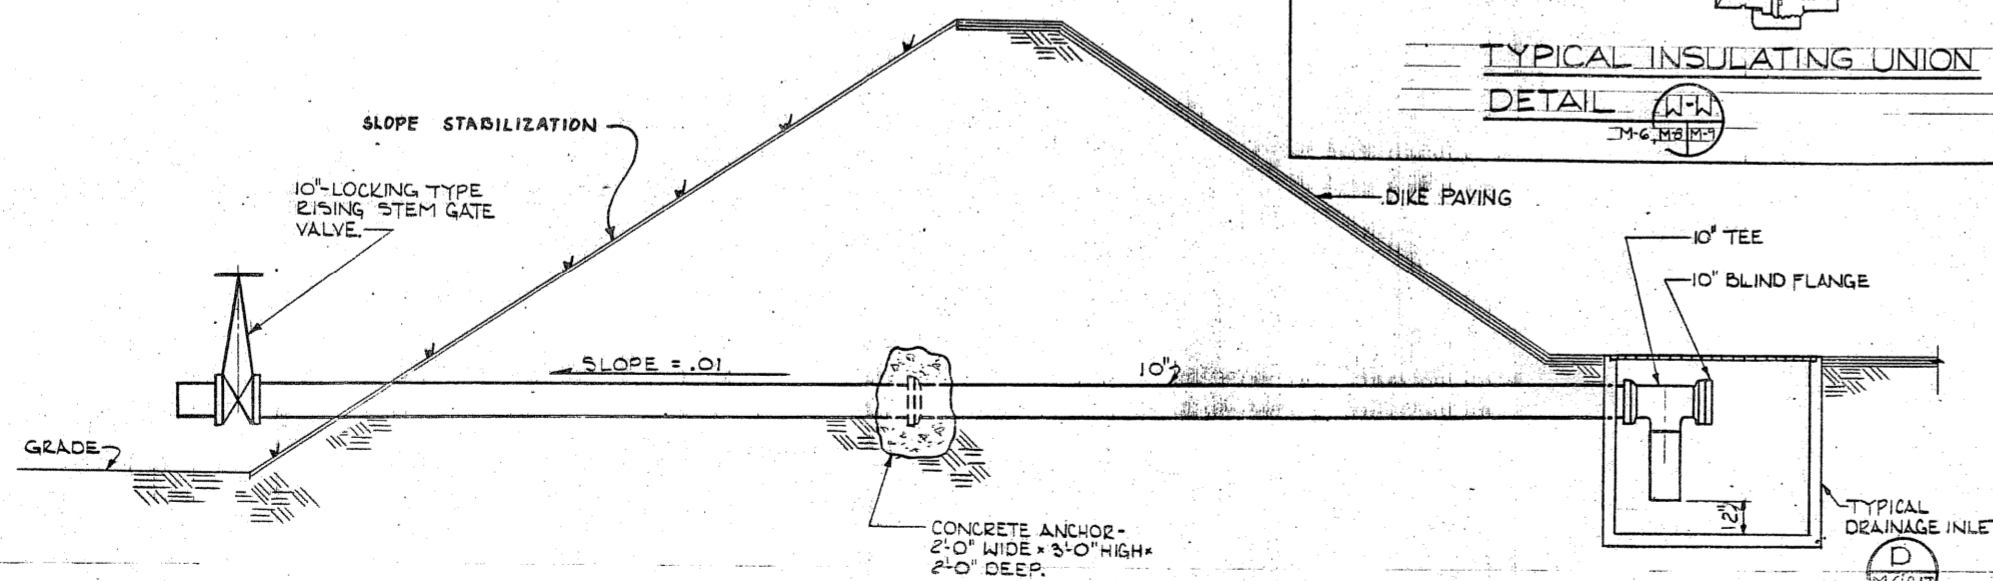 TYPICAL INSULATING UNION
DETAIL
W-W
M-6, M-8 M-9
SLOPE STABILIZATION
10"-LOCKING TYPE
RISING STEM GATE
VALVE.
DIKE PAVING
10" TEE
10" BLIND FLANGE
SLOPE = .01
10"
GRADE
CONCRETE ANCHOR-
2'-0" WIDE × 3'-0" HIGH ×
2'-0" DEEP.
12"
TYPICAL
DRAINAGE INLET
D